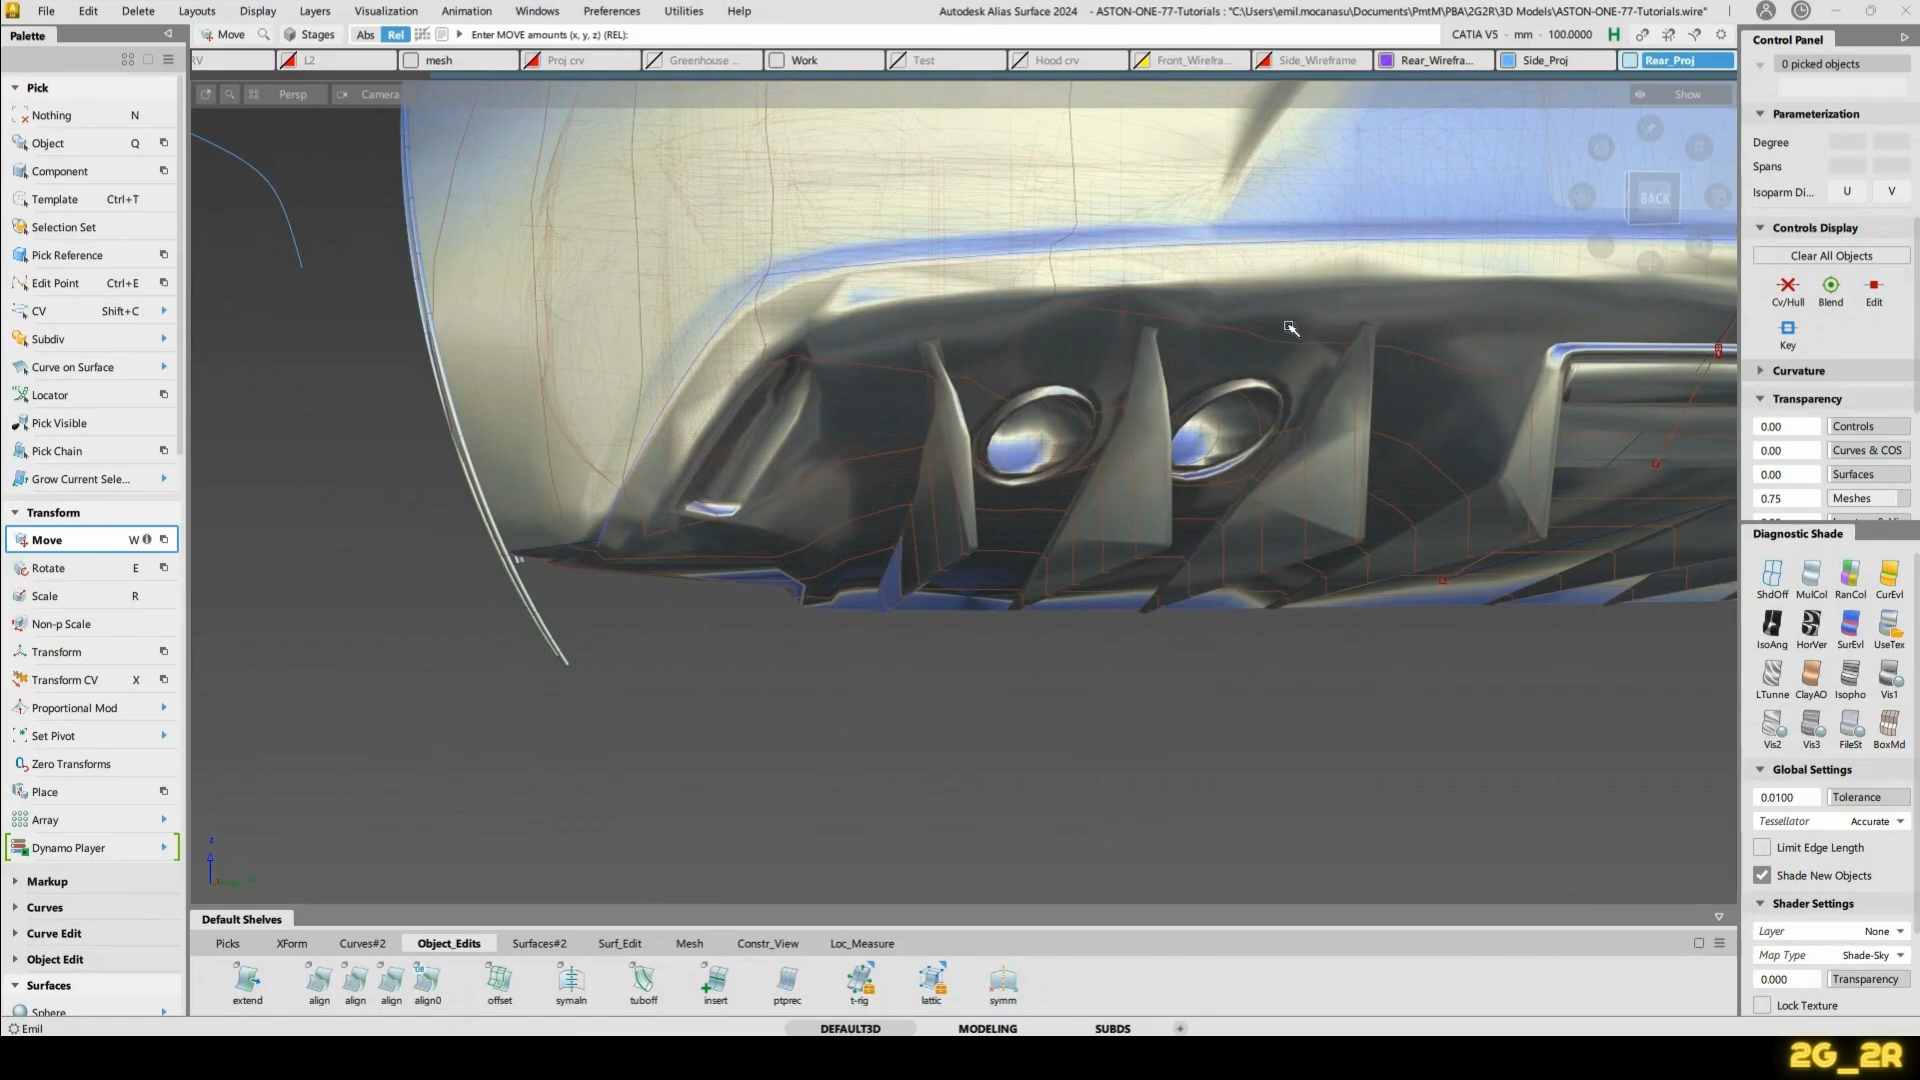 File Edit Delete Layouts Display Layers Visualization Animation Windows Preferences Utilities Help
Autodesk Alias Surface 2024 - ASTON-ONE-77-Tutorials : "C:\Users\emil.mocanasu\Documents\PmtM\PBA\2G2R\3D Models\ASTON-ONE-77-Tutorials.wire"
Palette
Move Stages Abs Rel Enter MOVE amounts (x, y, z) (REL):
CATIA V5 - mm - 100.0000 H
RV L2 mesh Proj crv Greenhouse ... Work Test Hood crv Front_Wirefra... Side_Wireframe Rear_Wirefra... Side_Proj Rear_Proj
Persp Camera Show
BACK
Pick
Nothing N
Object Q
Component
Template Ctrl+T
Selection Set
Pick Reference
Edit Point Ctrl+E
CV Shift+C
Subdiv
Curve on Surface
Locator
Pick Visible
Pick Chain
Grow Current Sele...
Transform
Move W
Rotate E
Scale R
Non-p Scale
Transform
Transform CV X
Proportional Mod
Set Pivot
Zero Transforms
Place
Array
Dynamo Player
Markup
Curves
Curve Edit
Object Edit
Surfaces
Sphere
Emil
z
Default Shelves
Picks XForm Curves#2 Object_Edits Surfaces#2 Surf_Edit Mesh Constr_View Loc_Measure
extend align align align align0 offset symaln tuboff insert ptprec t-rig lattic symm
DEFAULT3D MODELING SUBDS +
Control Panel
0 picked objects
Parameterization
Degree
Spans
Isoparm Di... U V
Controls Display
Clear All Objects
Cv/Hull Blend Edit
Key
Curvature
Transparency
0.00 Controls
0.00 Curves & COS
0.00 Surfaces
0.75 Meshes
Diagnostic Shade
ShdOff MulCol RanCol CurEvl
IsoAng HorVer SurEvl UseTex
LTunne ClayAO Isopho Vis1
Vis2 Vis3 FileSt BoxMd
Global Settings
0.0100 Tolerance
Tessellator Accurate
Limit Edge Length
Shade New Objects
Shader Settings
Layer None
Map Type Shade-Sky
0.000 Transparency
Lock Texture
2G_2R